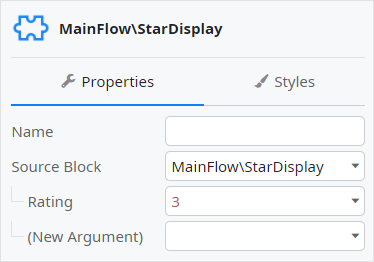 MainFlow\StarDisplay
Properties Styles
Name
Source Block MainFlow\StarDisplay
Rating 3
(New Argument)